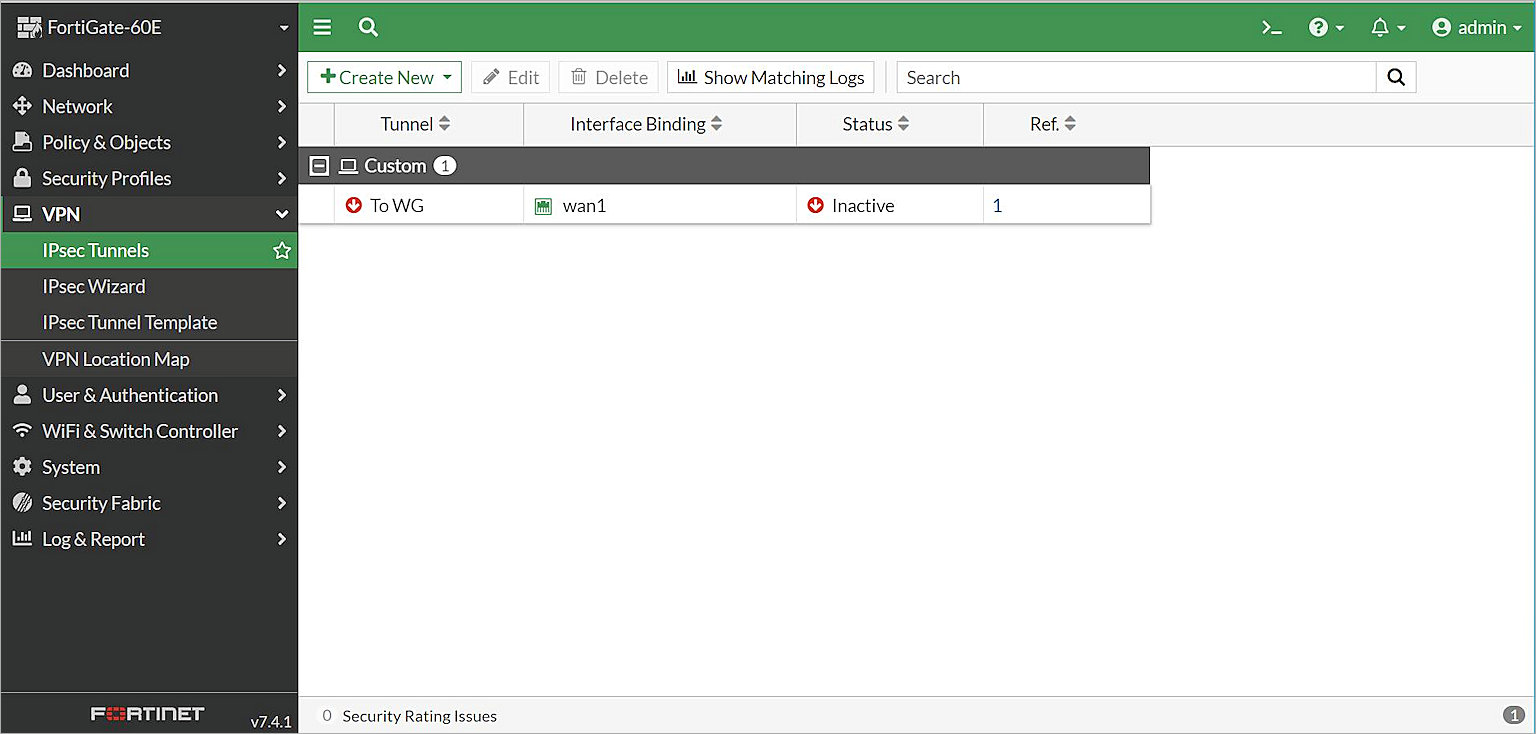 FortiGate-60E
admin
Dashboard
Network
Policy & Objects
Security Profiles
VPN
IPsec Tunnels
IPsec Wizard
IPsec Tunnel Template
VPN Location Map
User & Authentication
WiFi & Switch Controller
System
Security Fabric
Log & Report
FORTINET
v7.4.1
Create New Edit Delete Show Matching Logs Search
Tunnel Interface Binding Status Ref.
Custom 1
To WG wan1 Inactive 1
0 Security Rating Issues 1